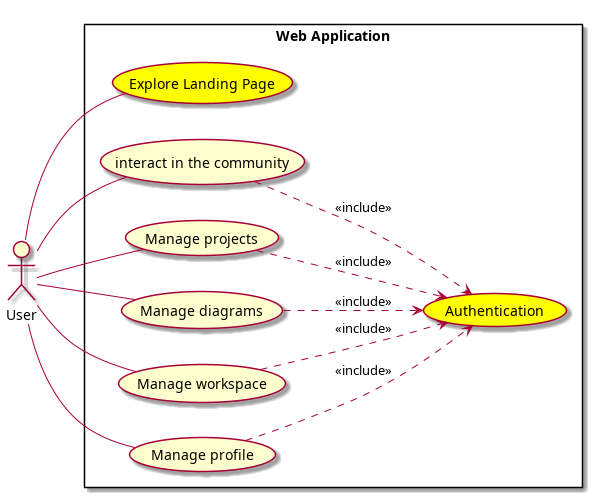 Web Application
Explore Landing Page
interact in the community
«include»
Manage projects
«include»
Manage diagrams
«include»
Authentication
User
«include»
Manage workspace
«include»
Manage profile